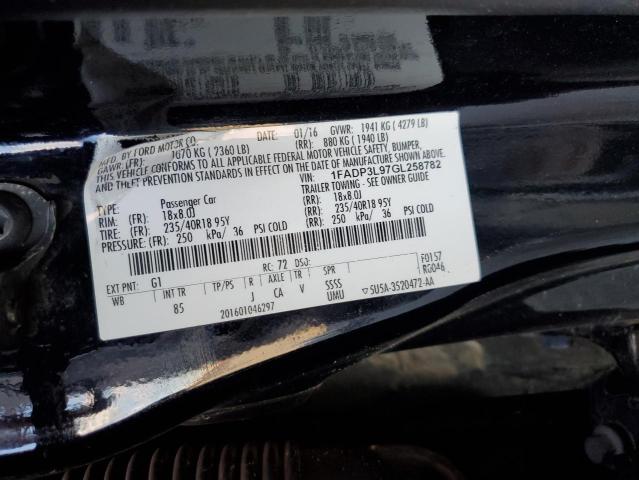 MFD. BY FORD MOTOR CO. DATE: 01/16 GVWR: 1941 KG ( 4279 LB)
GAWR: (FR): 1070 KG ( 2360 LB) (RR): 880 KG ( 1940 LB)
THIS VEHICLE CONFORMS TO ALL APPLICABLE FEDERAL MOTOR VEHICLE SAFETY, BUMPER,
AND THEFT PREVENTION STANDARDS IN EFFECT ON THE DATE OF MANUFACTURE SHOWN ABOVE.
VIN: 1FADP3L97GL258782
TYPE: Passenger Car TRAILER TOWING - SEE OWNER GUIDE
RIM: (FR): 18x8.0J (RR): 18x8.0J
TIRE: (FR): 235/40R18 95Y (RR): 235/40R18 95Y
PRESSURE: (FR): 250 kPa/ 36 PSI COLD (RR): 250 kPa/ 36 PSI COLD
EXT PNT: G1 RC: 72 DSO: F0157
WB INT TR TP/PS R AXLE TR SPR R0046
85 J CA V SSSS
201601046297 UMU 5U5A-3520472-AA